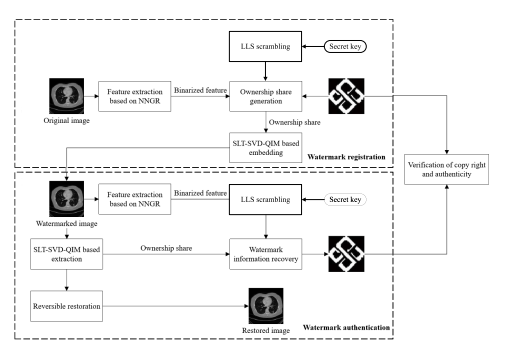 LLS scrambling
Secret key
Feature extraction
based on NNGR
Binarized feature
Ownership share
generation
Original image
Ownership share
SLT-SVD-QIM based
embedding
Watermark registration
Verification of copy right
and authenticity
Feature extraction
based on NNGR
Binarized feature
LLS scrambling
Secret key
Watermarked image
SLT-SVD-QIM based
extraction
Ownership share
Watermark
information recovery
Reversible restoration
Restored image
Watermark authentication